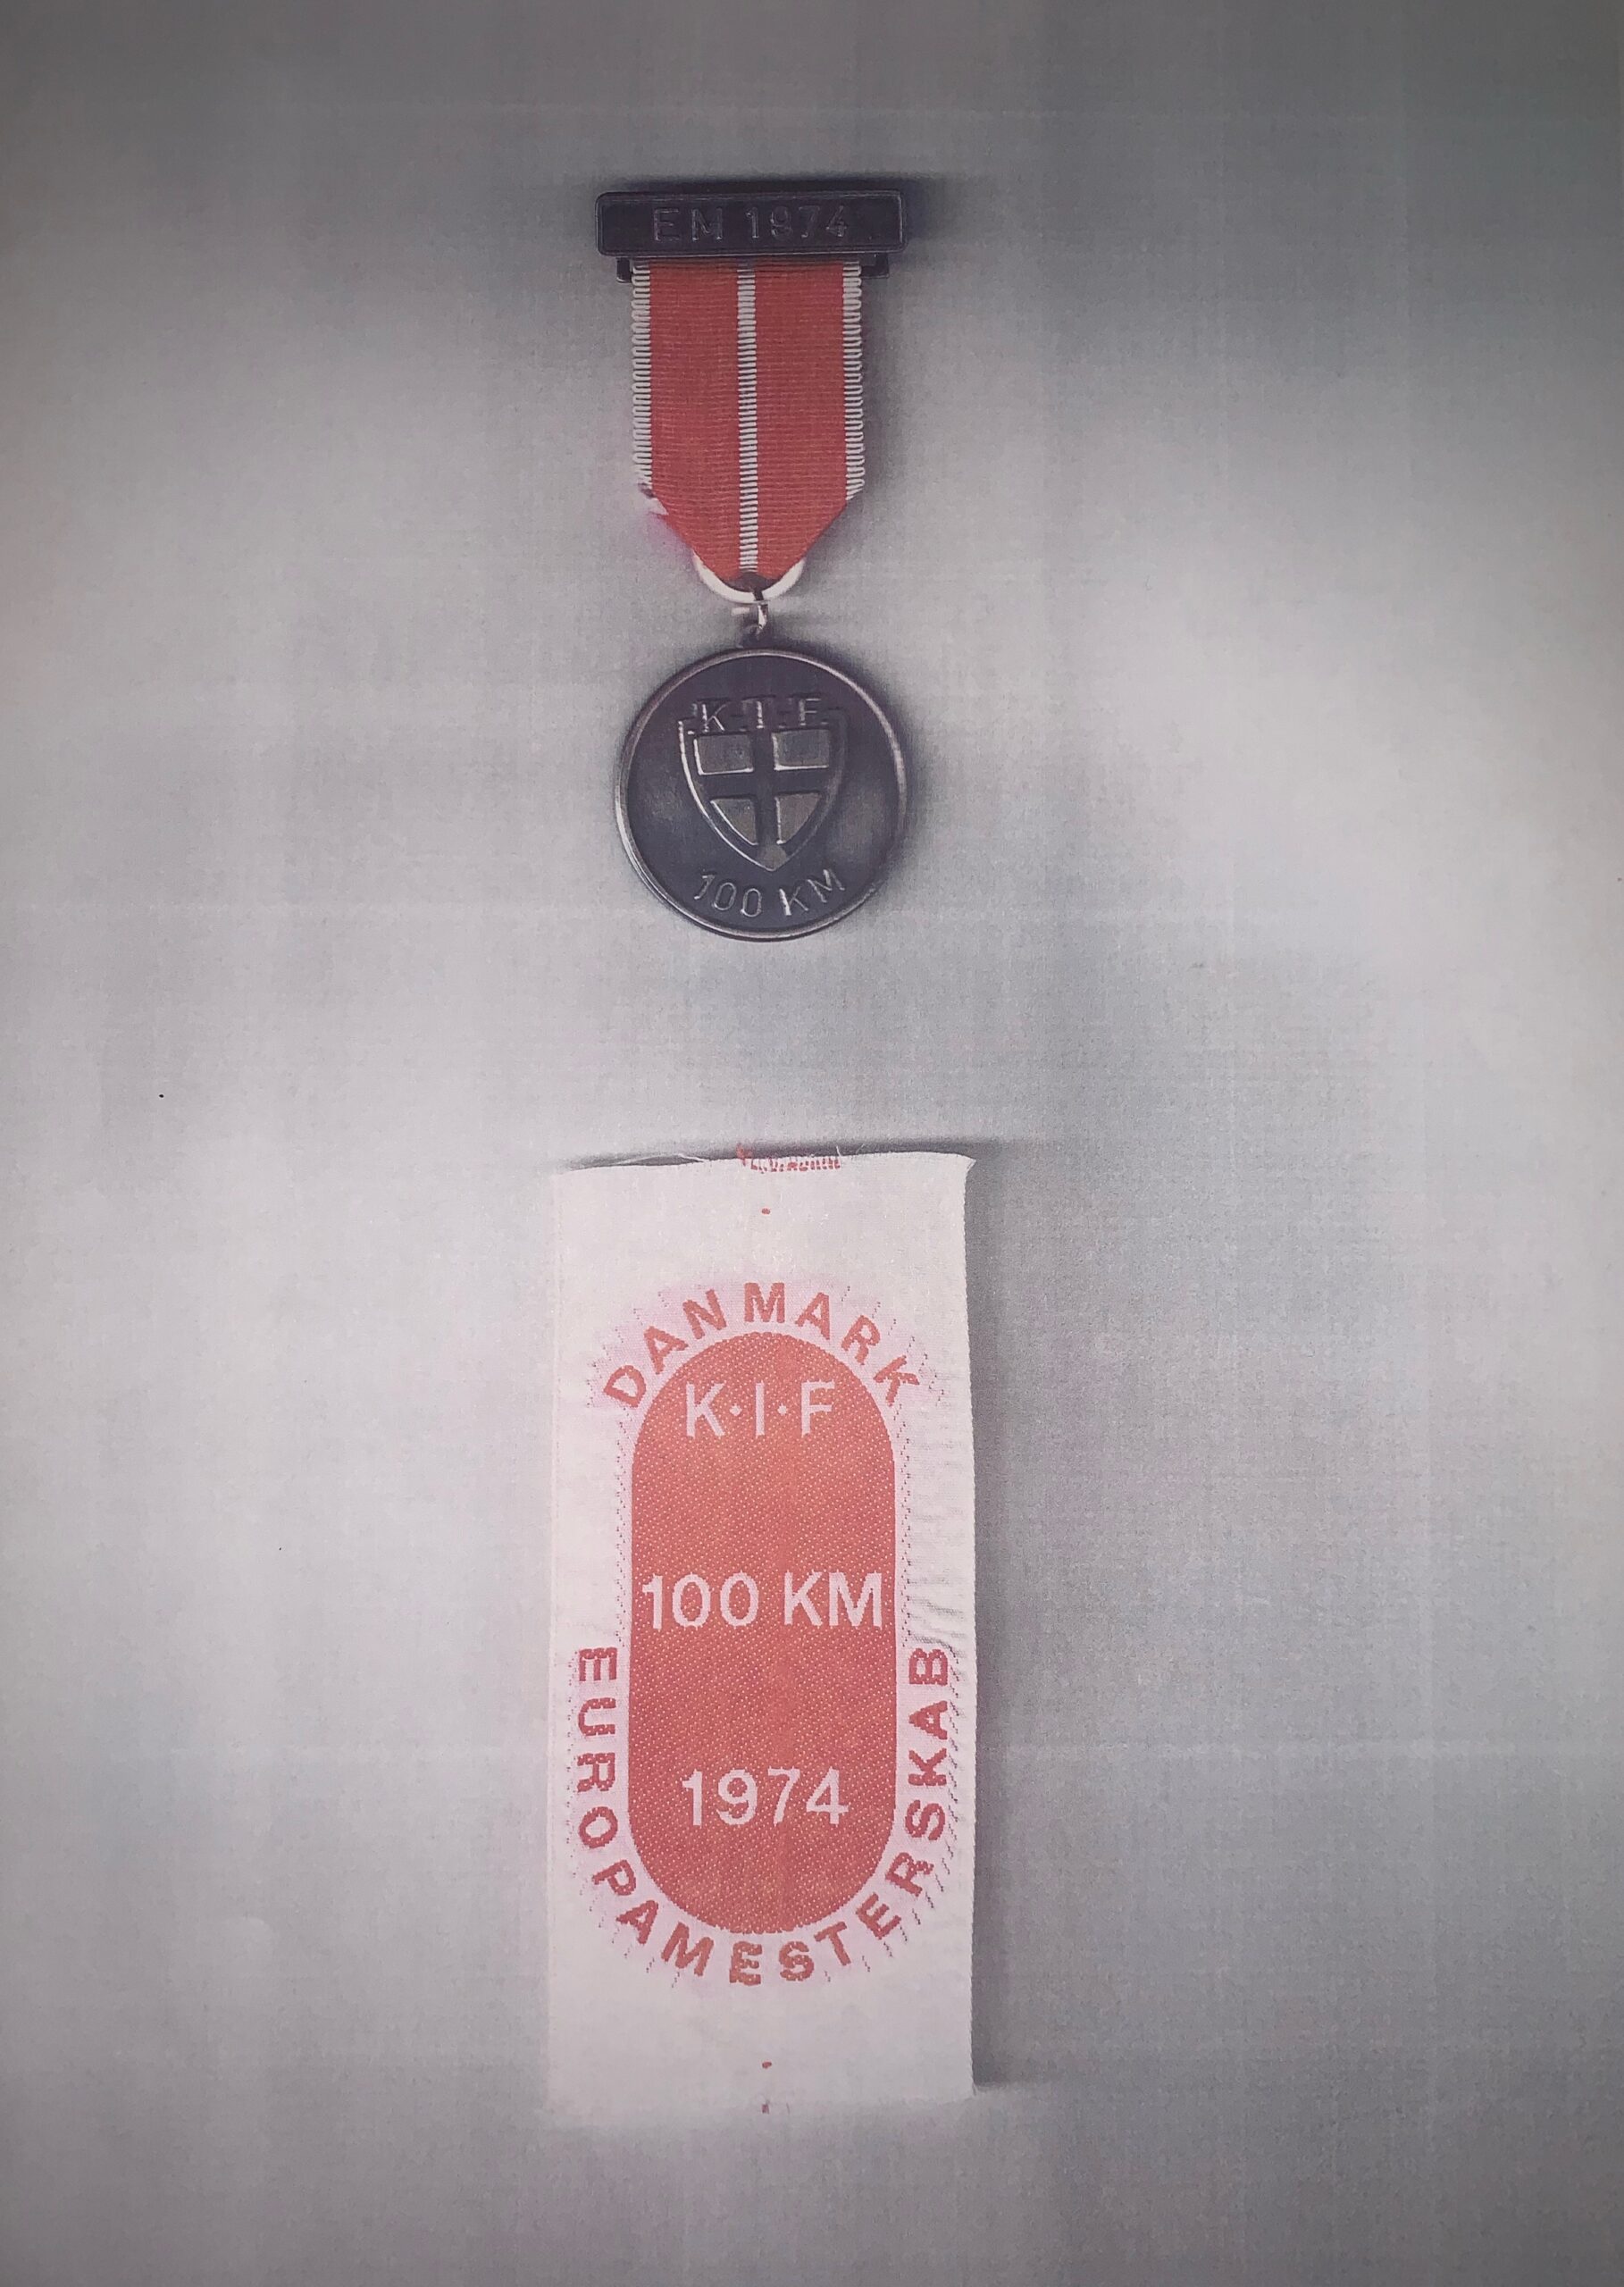 EM 1974
K.I.F.
100 KM
DANMARK
K·I·F
100 KM
1974
EUROPAMESTERSKAB